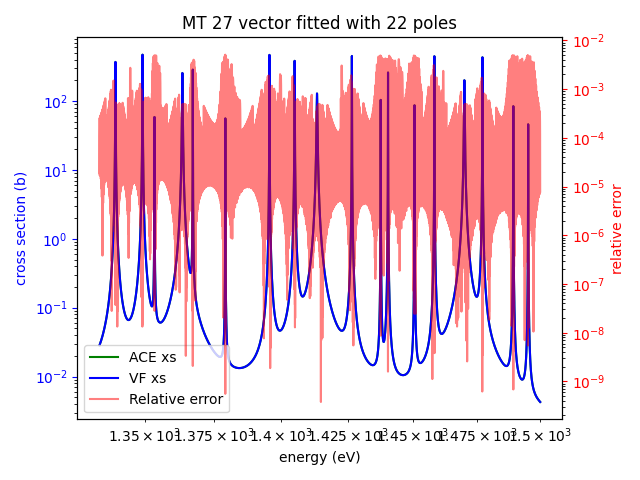 MT 27 vector fitted with 22 poles
cross section (b)
10²
10¹
10⁰
10⁻¹
10⁻²
10⁻²
10⁻³
10⁻⁴
10⁻⁵
10⁻⁶
10⁻⁷
10⁻⁸
10⁻⁹
relative error
ACE xs
VF xs
Relative error
1.35 × 10³ 1.375 × 10³ 1.4 × 10³ 1.425 × 10³ 1.45 × 10³ 1.475 × 10³ 1.5 × 10³
energy (eV)